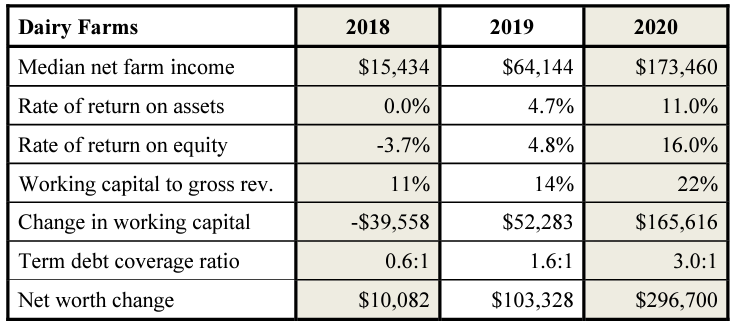 Dairy Farms 2018 2019 2020
Median net farm income $15,434 $64,144 $173,460
Rate of return on assets 0.0% 4.7% 11.0%
Rate of return on equity -3.7% 4.8% 16.0%
Working capital to gross rev. 11% 14% 22%
Change in working capital -$39,558 $52,283 $165,616
Term debt coverage ratio 0.6:1 1.6:1 3.0:1
Net worth change $10,082 $103,328 $296,700